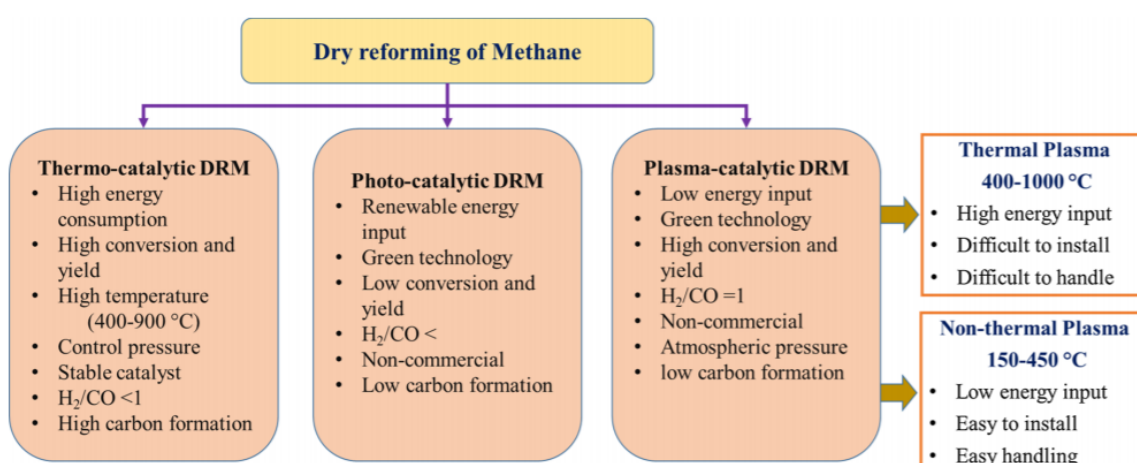 Dry reforming of Methane
Thermo-catalytic DRM
• High energy
consumption
• High conversion and
yield
• High temperature
(400-900 °C)
• Control pressure
• Stable catalyst
• H₂/CO <1
• High carbon formation
Photo-catalytic DRM
• Renewable energy
input
• Green technology
• Low conversion and
yield
• H₂/CO <
• Non-commercial
• Low carbon formation
Plasma-catalytic DRM
• Low energy input
• Green technology
• High conversion and
yield
• H₂/CO =1
• Non-commercial
• Atmospheric pressure
• low carbon formation
Thermal Plasma
400-1000 °C
• High energy input
• Difficult to install
• Difficult to handle
Non-thermal Plasma
150-450 °C
• Low energy input
• Easy to install
• Easy handling